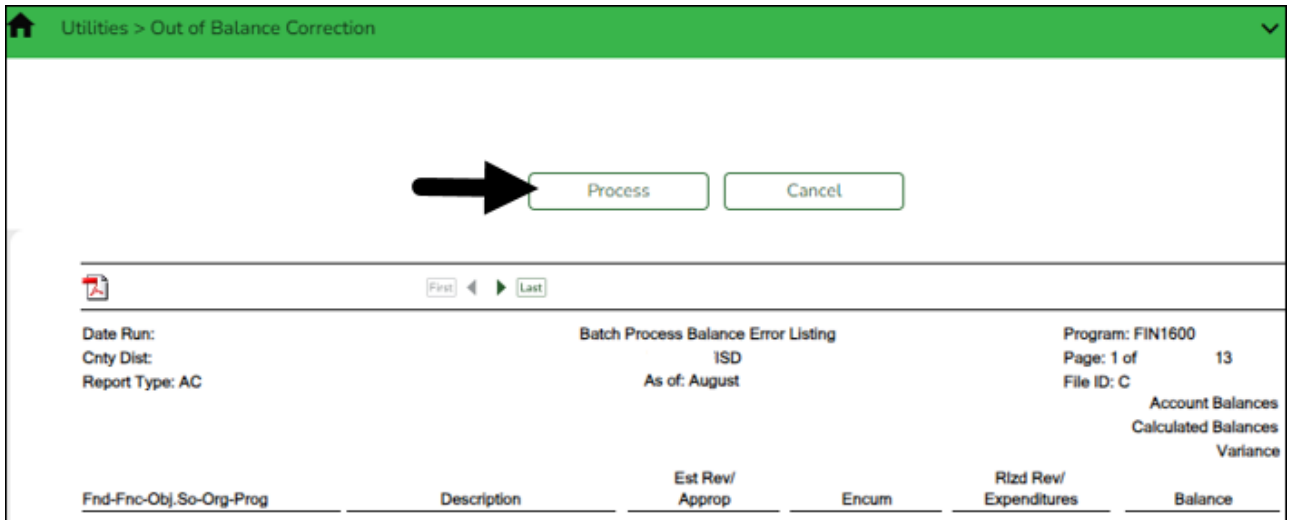 Utilities > Out of Balance Correction
Process Cancel
First Last
Date Run: Batch Process Balance Error Listing Program: FIN1600
Cnty Dist: ISD Page: 1 of 13
Report Type: AC As of: August File ID: C
Account Balances
Calculated Balances
Variance
Est Rev/ Rlzd Rev/
Fnd-Fnc-Obj.So-Org-Prog Description Approp Encum Expenditures Balance